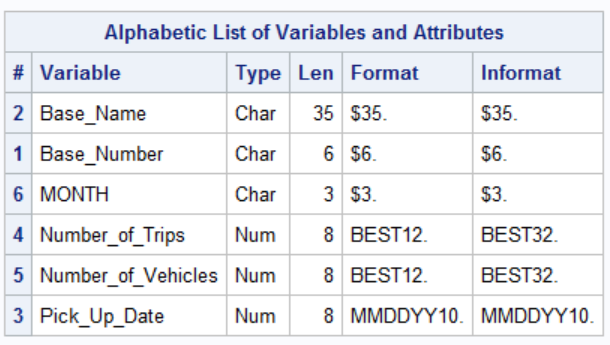 Alphabetic List of Variables and Attributes
# Variable Type Len Format Informat
2 Base_Name Char 35 $35. $35.
1 Base_Number Char 6 $6. $6.
6 MONTH Char 3 $3. $3.
4 Number_of_Trips Num 8 BEST12. BEST32.
5 Number_of_Vehicles Num 8 BEST12. BEST32.
3 Pick_Up_Date Num 8 MMDDYY10. MMDDYY10.